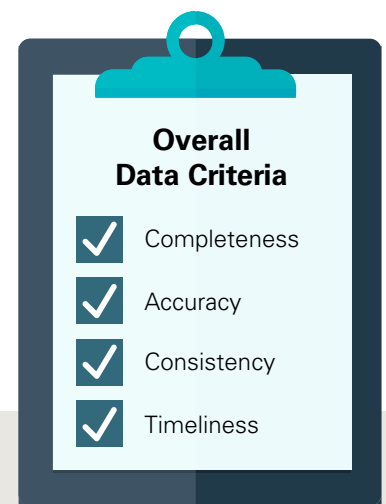 Overall
Data Criteria
Completeness
Accuracy
Consistency
Timeliness